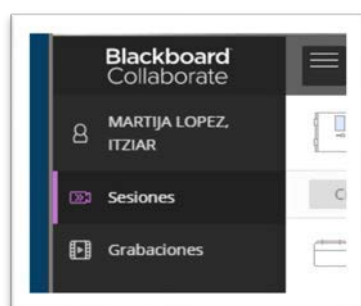 Blackboard
Collaborate
MARTIJA LOPEZ,
ITZIAR
Sesiones
Grabaciones